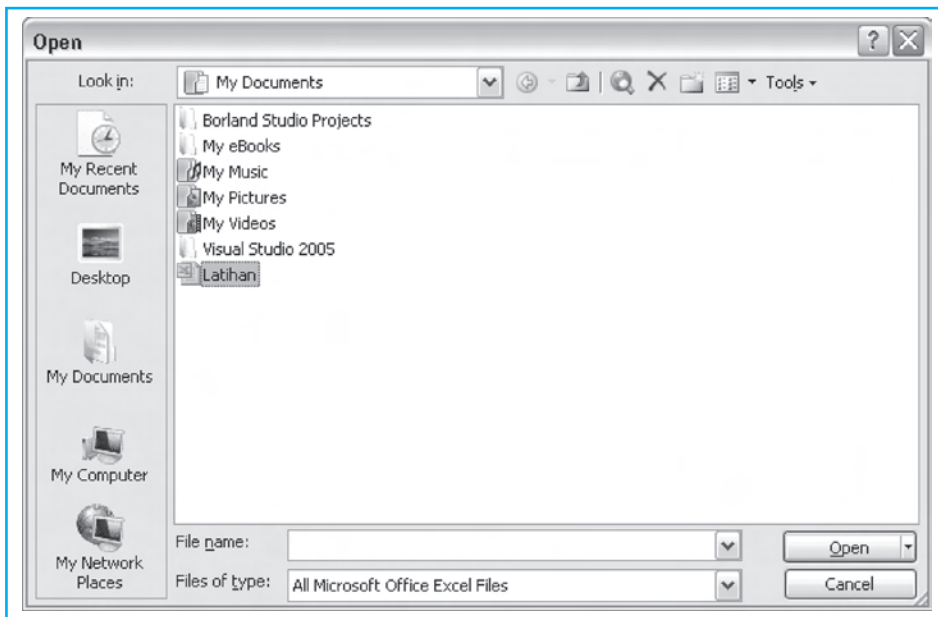 Open
Look in:
My Documents
Tools
My Recent
Documents
Desktop
My Documents
My Computer
My Network
Places
Borland Studio Projects
My eBooks
My Music
My Pictures
My Videos
Visual Studio 2005
Latihan
File name:
Open
Files of type:
All Microsoft Office Excel Files
Cancel